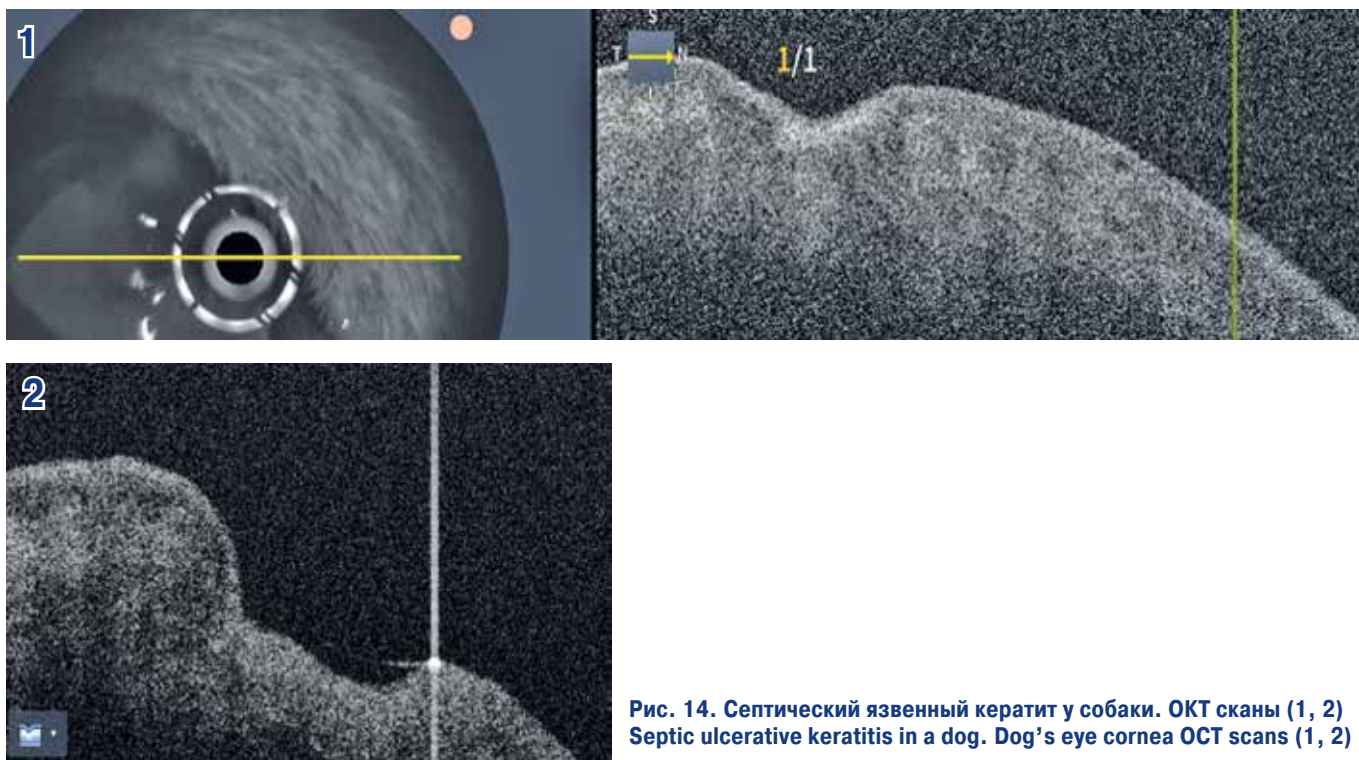 1
S
T N
I
1/1
2
Рис. 14. Септический язвенный кератит у собаки. ОКТ сканы (1, 2)
Septic ulcerative keratitis in a dog. Dog’s eye cornea OCT scans (1, 2)